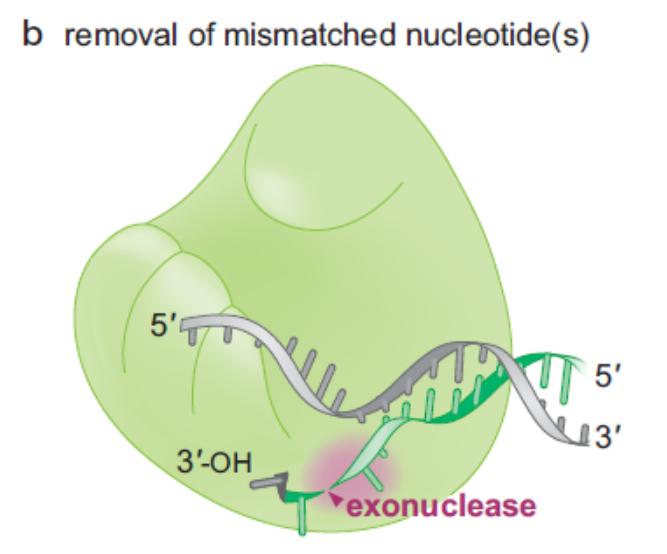 b removal of mismatched nucleotide(s)
5′
5′
3′
3′-OH
exonuclease